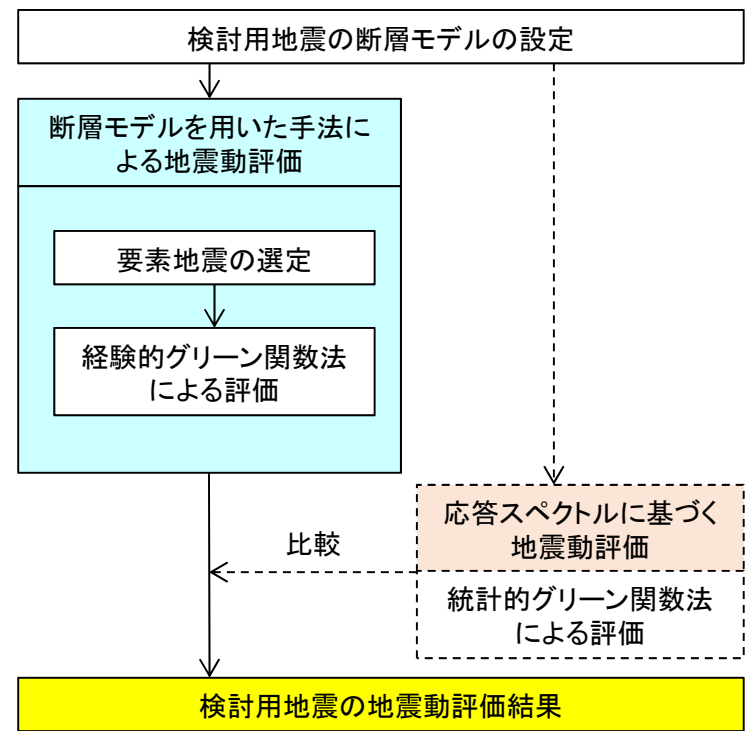 検討用地震の断層モデルの設定
断層モデルを用いた手法に
よる地震動評価
要素地震の選定
経験的グリーン関数法
による評価
応答スペクトルに基づく
地震動評価
比較
統計的グリーン関数法
による評価
検討用地震の地震動評価結果